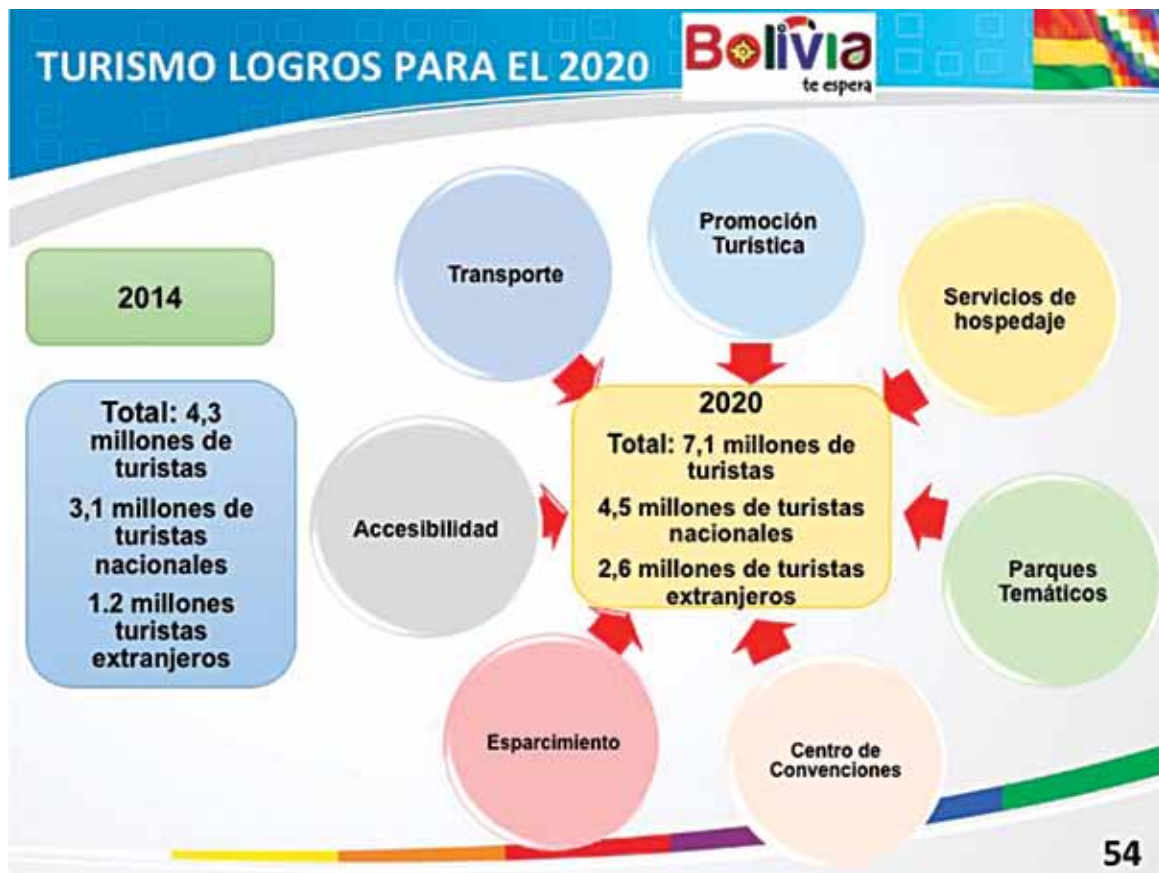 TURISMO LOGROS PARA EL 2020
Bolivia
te espera
2014
Total: 4,3
millones de
turistas
3,1 millones de
turistas
nacionales
1.2 millones
turistas
extranjeros
Transporte
Promoción
Turística
Servicios de
hospedaje
Accesibilidad
2020
Total: 7,1 millones de
turistas
4,5 millones de turistas
nacionales
2,6 millones de turistas
extranjeros
Parques
Temáticos
Esparcimiento
Centro de
Convenciones
54